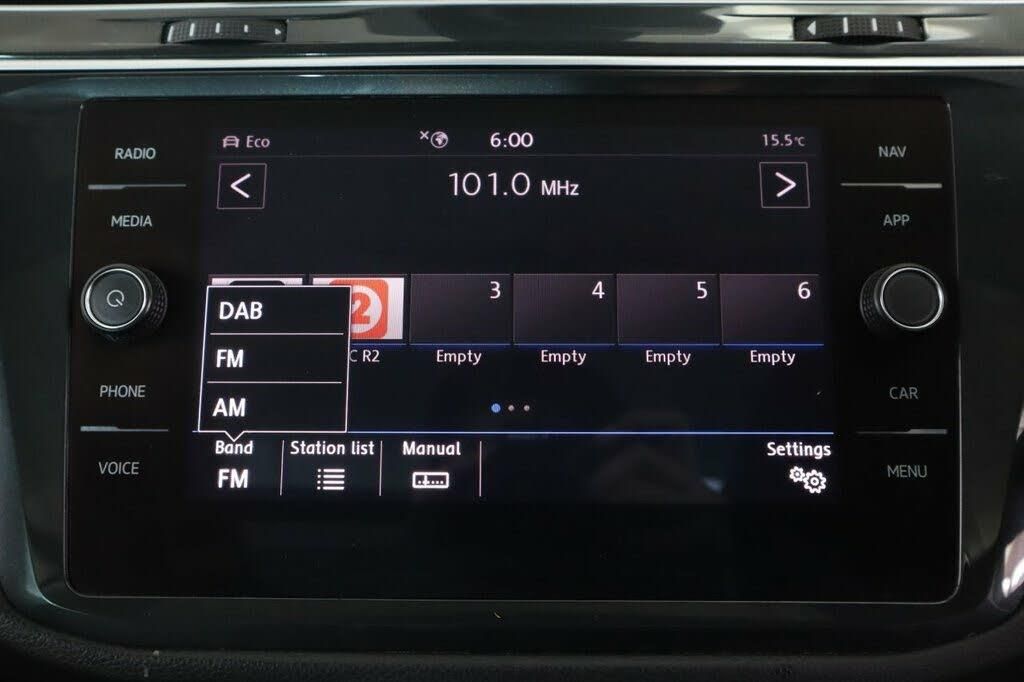 RADIO
MEDIA
PHONE
VOICE
Eco
6:00
15.5°C
101.0 MHz
2 3 4 5 6
C R2 Empty Empty Empty Empty
DAB
FM
AM
Band Station list Manual Settings
FM
NAV
APP
CAR
MENU